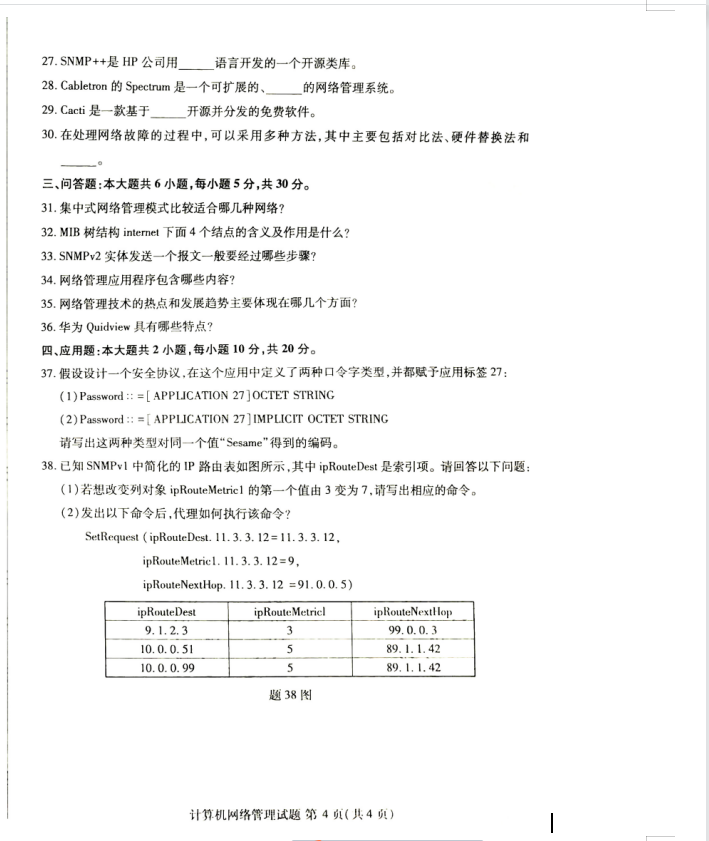 27. SNMP++是 HP 公司用______语言开发的一个开源类库。
28. Cabletron 的 Spectrum 是一个可扩展的、______的网络管理系统。
29. Cacti 是一款基于______开源并分发的免费软件。
30. 在处理网络故障的过程中,可以采用多种方法,其中主要包括对比法、硬件替换法和
______。
三、问答题:本大题共 6 小题,每小题 5 分,共 30 分。
31. 集中式网络管理模式比较适合哪几种网络?
32. MIB 树结构 internet 下面 4 个结点的含义及作用是什么?
33. SNMPv2 实体发送一个报文一般要经过哪些步骤?
34. 网络管理应用程序包含哪些内容?
35. 网络管理技术的热点和发展趋势主要体现在哪几个方面?
36. 华为 Quidview 具有哪些特点?
四、应用题:本大题共 2 小题,每小题 10 分,共 20 分。
37. 假设设计一个安全协议,在这个应用中定义了两种口令字类型,并都赋予应用标签 27:
(1)Password :: =[ APPLICATION 27]OCTET STRING
(2)Password :: =[ APPLICATION 27]IMPLICIT OCTET STRING
请写出这两种类型对同一个值“Sesame”得到的编码。
38. 已知 SNMPv1 中简化的 IP 路由表如图所示,其中 ipRouteDest 是索引项。请回答以下问题:
(1)若想改变列对象 ipRouteMetric1 的第一个值由 3 变为 7,请写出相应的命令。
(2)发出以下命令后,代理如何执行该命令?
SetRequest ( ipRouteDest. 11. 3. 3. 12 = 11. 3. 3. 12,
ipRouteMetric1. 11. 3. 3. 12 = 9,
ipRouteNextHop. 11. 3. 3. 12 = 91. 0. 0. 5)
ipRouteDest ipRouteMetric1 ipRouteNextHop
9. 1. 2. 3 3 99. 0. 0. 3
10. 0. 0. 51 5 89. 1. 1. 42
10. 0. 0. 99 5 89. 1. 1. 42
题 38 图
计算机网络管理试题 第 4 页(共 4 页)